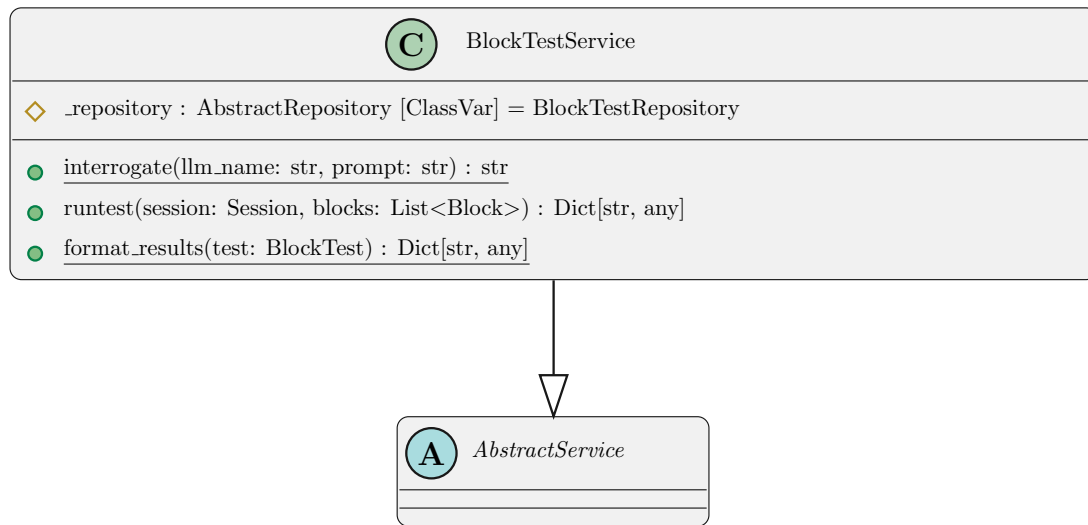 C BlockTestService
_repository : AbstractRepository [ClassVar] = BlockTestRepository
interrogate(llm_name: str, prompt: str) : str
runtest(session: Session, blocks: List<Block>) : Dict[str, any]
format_results(test: BlockTest) : Dict[str, any]
A AbstractService